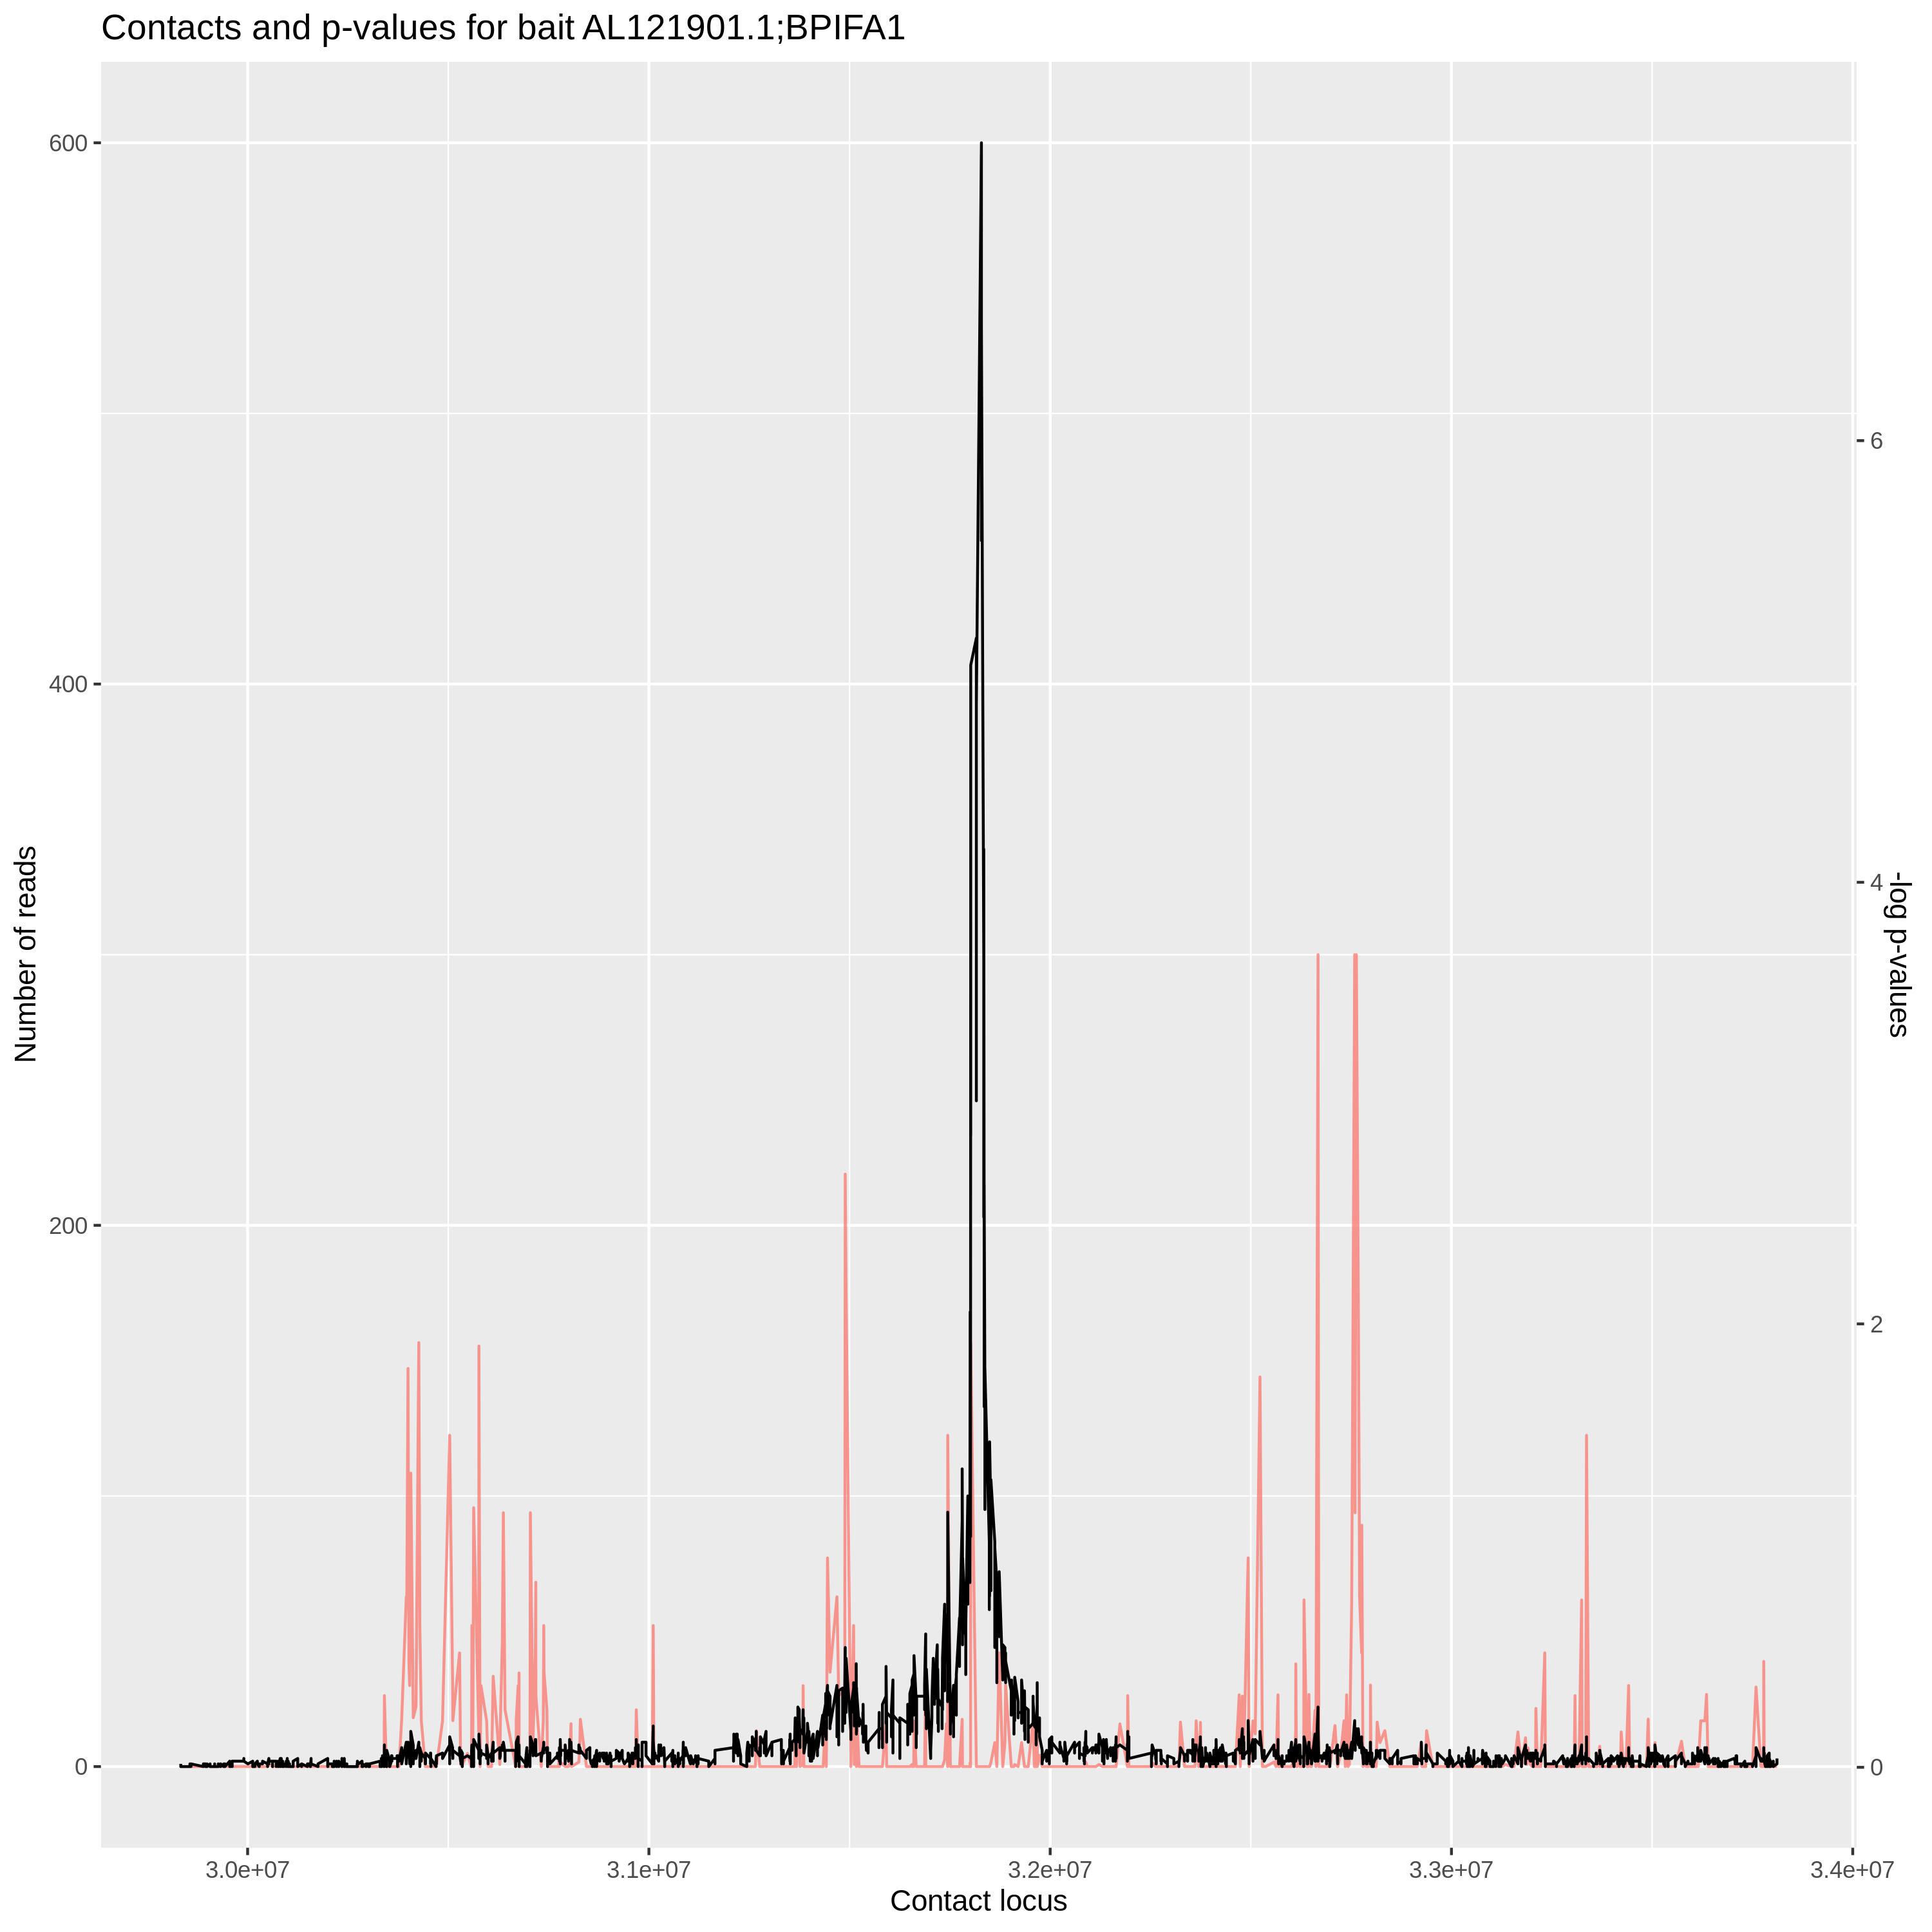 Contacts and p-values for bait AL121901.1;BPIFA1
600
400
200
0
Number of reads
6
4
2
0
-log p-values
3.0e+07
3.1e+07
3.2e+07
3.3e+07
3.4e+07
Contact locus